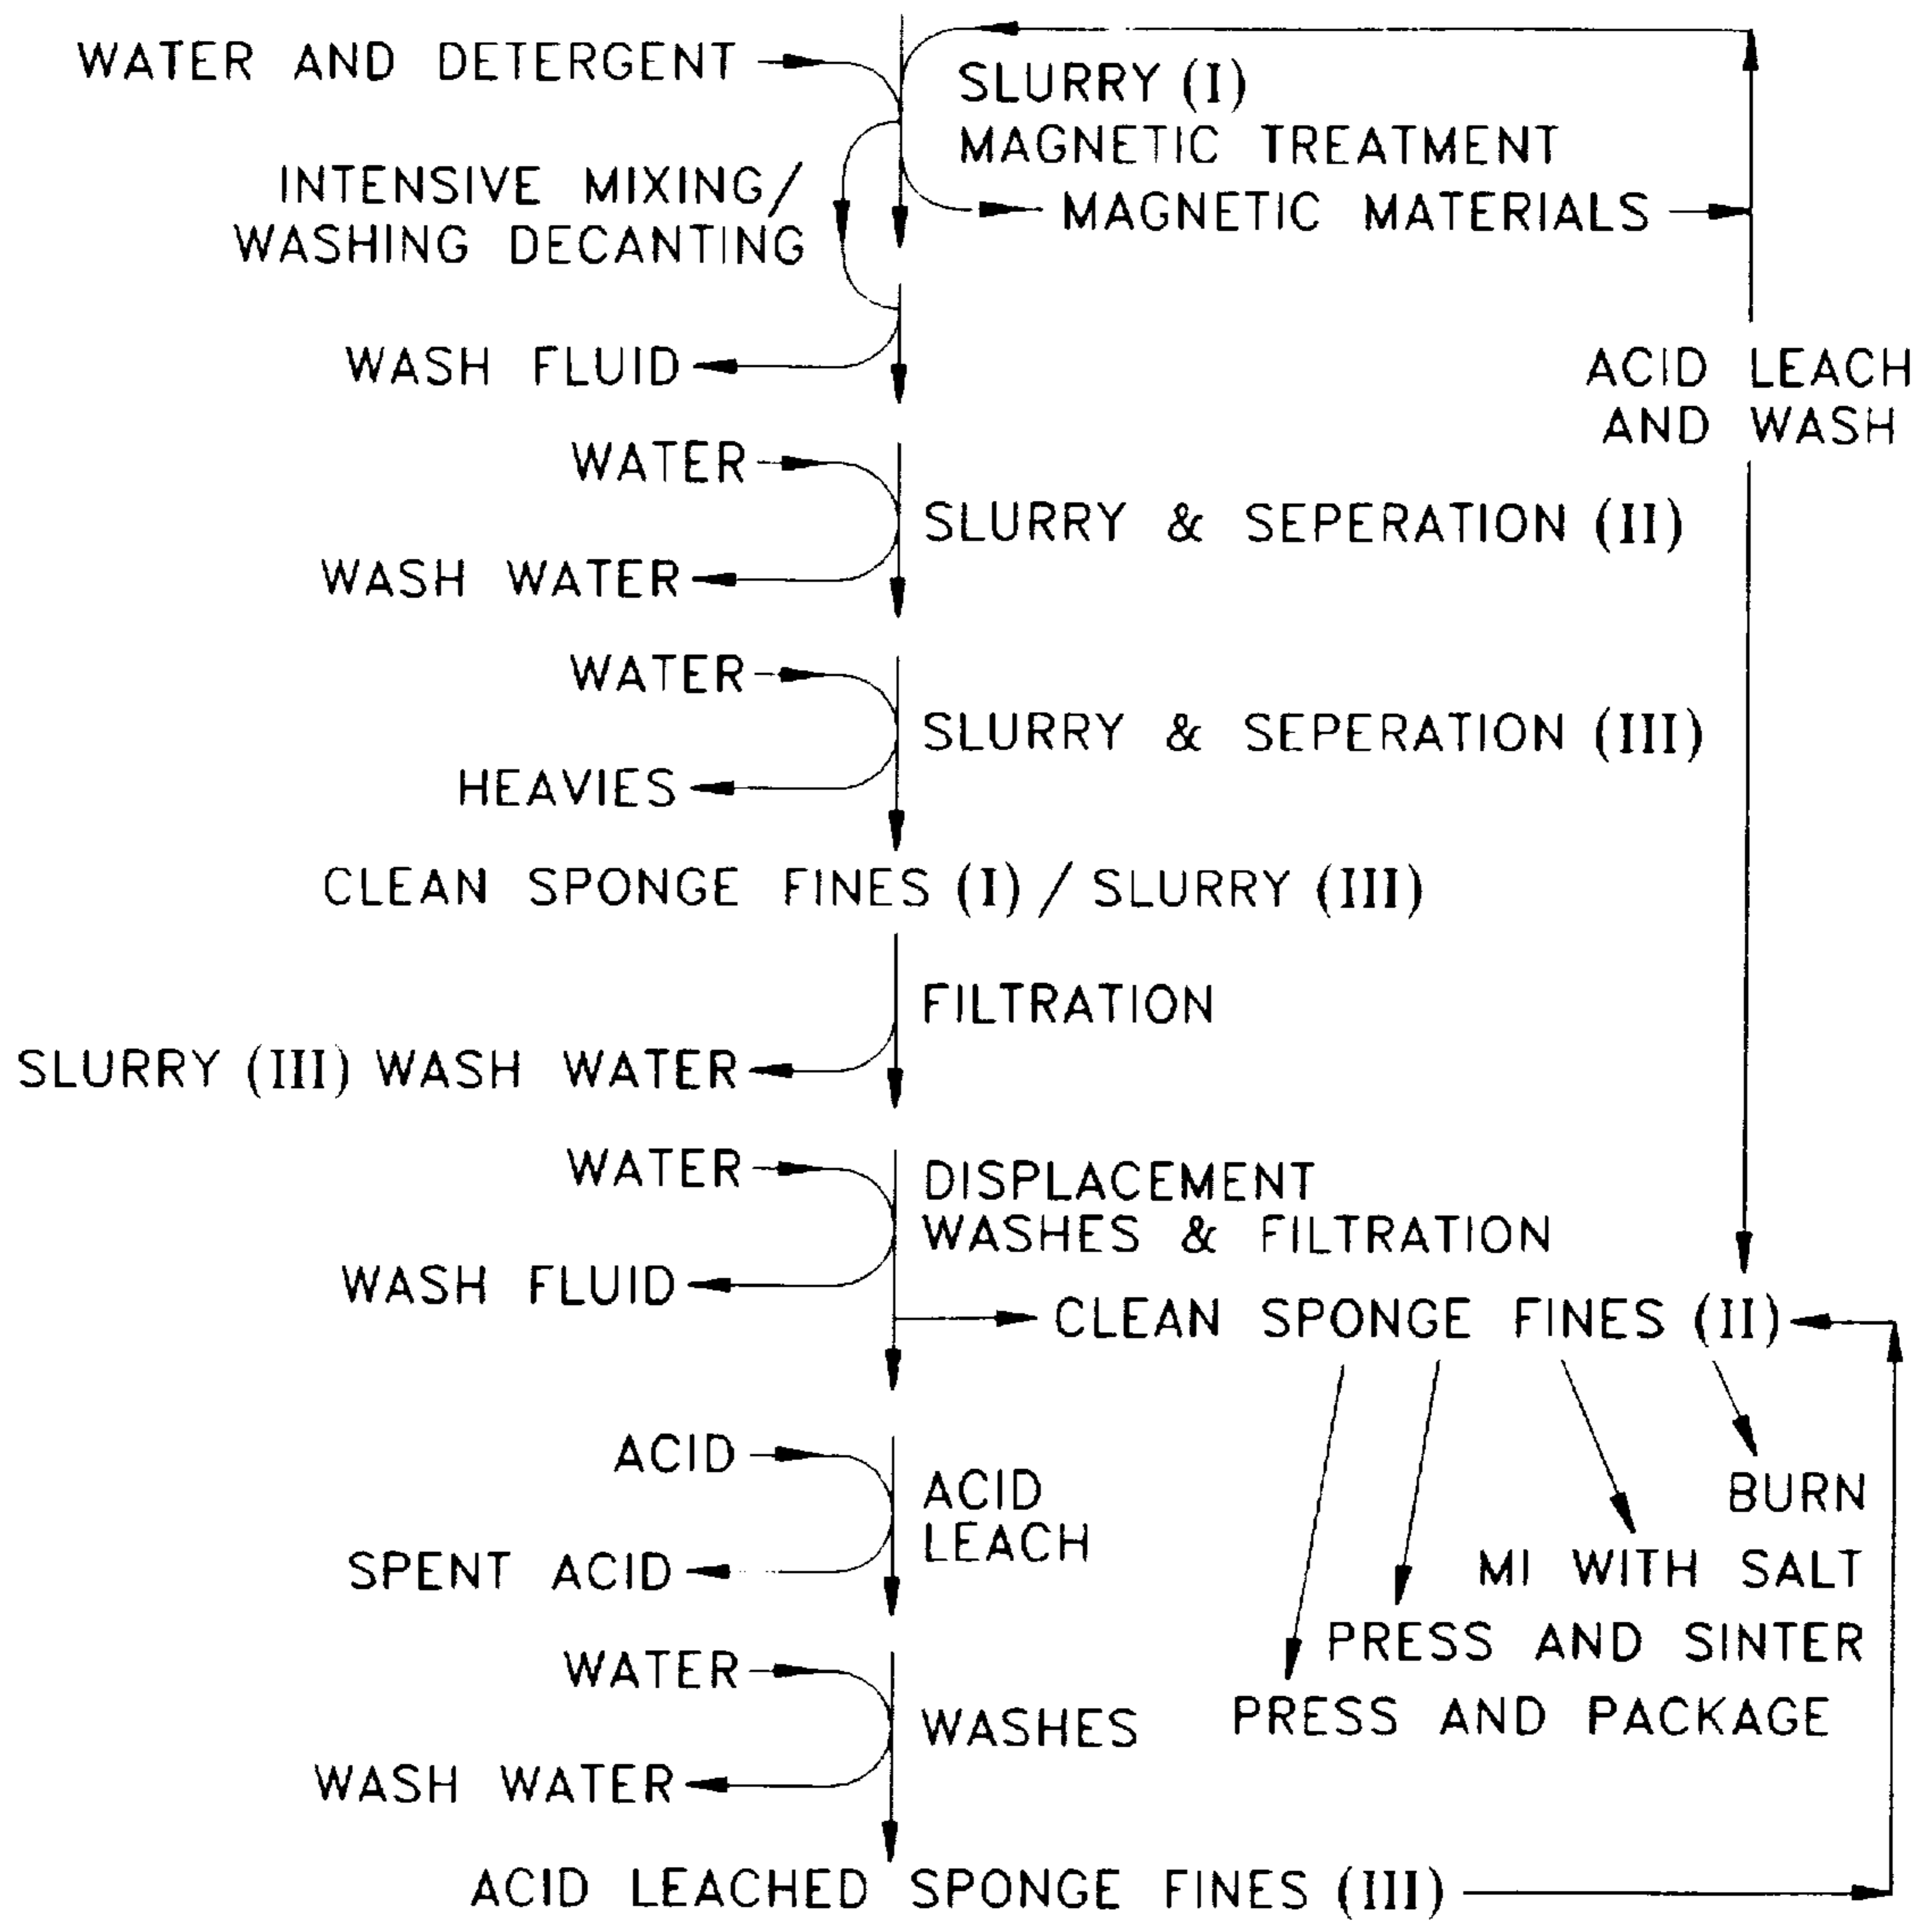 WATER AND DETERGENT
SLURRY (I)
MAGNETIC TREATMENT
INTENSIVE MIXING/
WASHING DECANTING
MAGNETIC MATERIALS
WASH FLUID
ACID LEACH
AND WASH
WATER
SLURRY & SEPERATION (II)
WASH WATER
WATER
SLURRY & SEPERATION (III)
HEAVIES
CLEAN SPONGE FINES (I) / SLURRY (III)
FILTRATION
SLURRY (III) WASH WATER
WATER
DISPLACEMENT
WASHES & FILTRATION
WASH FLUID
CLEAN SPONGE FINES (II)
ACID
ACID
LEACH
SPENT ACID
BURN
MI WITH SALT
PRESS AND SINTER
PRESS AND PACKAGE
WATER
WASHES
WASH WATER
ACID LEACHED SPONGE FINES (III)